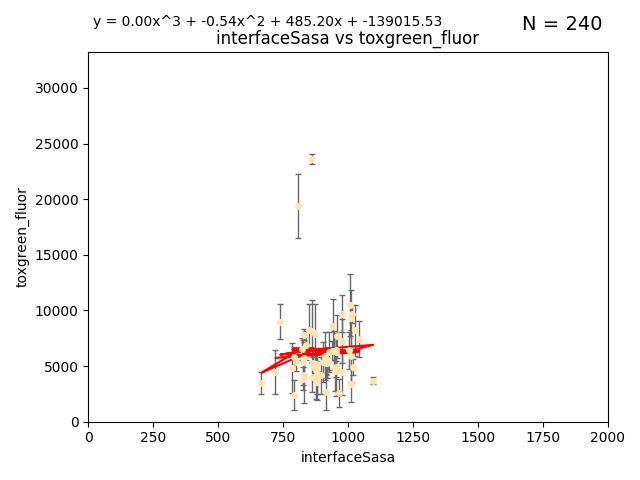 y = 0.00x^3 + -0.54x^2 + 485.20x + -139015.53
N = 240
interfaceSasa vs toxgreen_fluor
toxgreen_fluor
30000
25000
20000
15000
10000
5000
0
0 250 500 750 1000 1250 1500 1750 2000
interfaceSasa